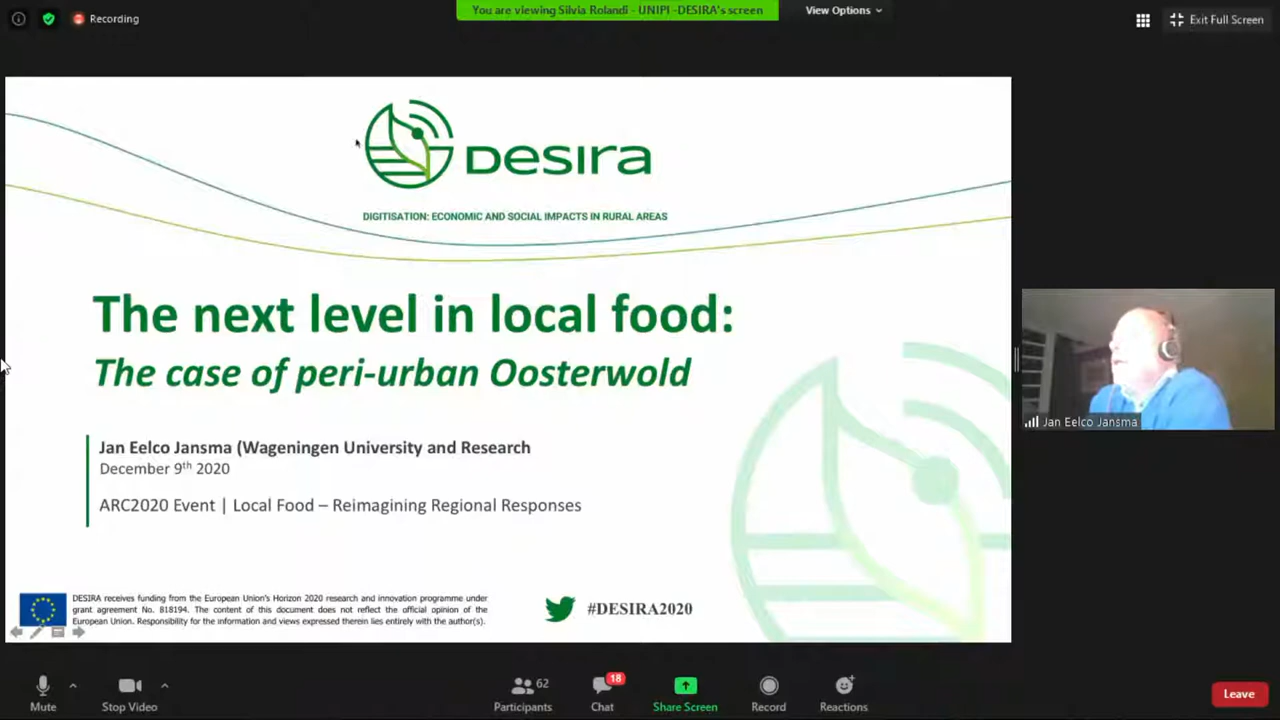 Recording
You are viewing Silvia Rolandi - UNIPI -DESIRA's screen
View Options
Exit Full Screen
Desira
DIGITISATION: ECONOMIC AND SOCIAL IMPACTS IN RURAL AREAS
The next level in local food:
The case of peri-urban Oosterwold
Jan Eelco Jansma (Wageningen University and Research
December 9th 2020
ARC2020 Event | Local Food – Reimagining Regional Responses
DESIRA receives funding from the European Union's Horizon 2020 research and innovation programme under
grant agreement No. 818194. The content of this document does not reflect the official opinion of the
European Union. Responsibility for the information and views expressed therein lies entirely with the author(s).
#DESIRA2020
Jan Eelco Jansma
Mute
Stop Video
62
Participants
18
Chat
Share Screen
Record
Reactions
Leave